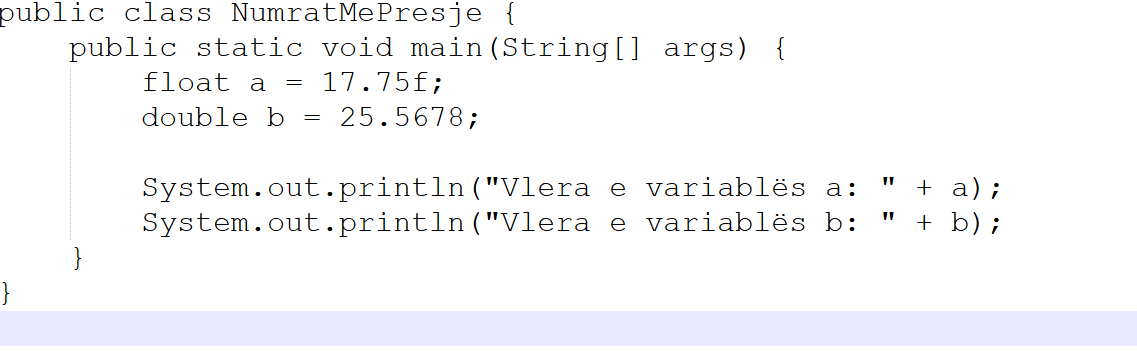 public class NumratMePresje {
    public static void main(String[] args) {
        float a = 17.75f;
        double b = 25.5678;

        System.out.println("Vlera e variablës a: " + a);
        System.out.println("Vlera e variablës b: " + b);
    }
}